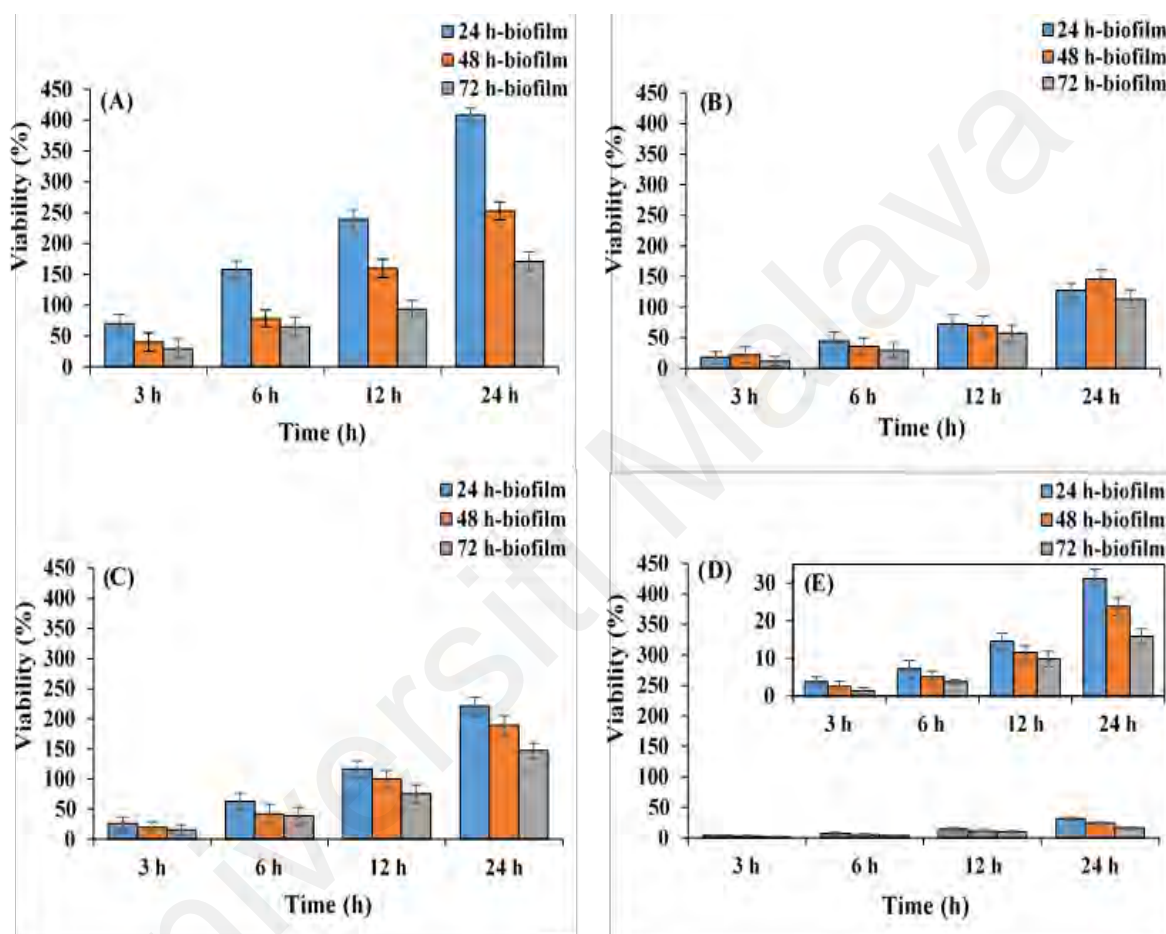 24 h-biofilm
48 h-biofilm
72 h-biofilm
(A)
Viability (%)
450
400
350
300
250
200
150
100
50
0
3 h 6 h 12 h 24 h
Time (h)
24 h-biofilm
48 h-biofilm
72 h-biofilm
(B)
Viability (%)
450
400
350
300
250
200
150
100
50
0
3 h 6 h 12 h 24 h
Time (h)
24 h-biofilm
48 h-biofilm
72 h-biofilm
(C)
Viability (%)
450
400
350
300
250
200
150
100
50
0
3 h 6 h 12 h 24 h
Time (h)
24 h-biofilm
48 h-biofilm
72 h-biofilm
(D)
Viability (%)
450
400
350
300
250
200
150
100
50
0
3 h 6 h 12 h 24 h
Time (h)
(E)
30
20
10
0
3 h 6 h 12 h 24 h
Universiti Malaya